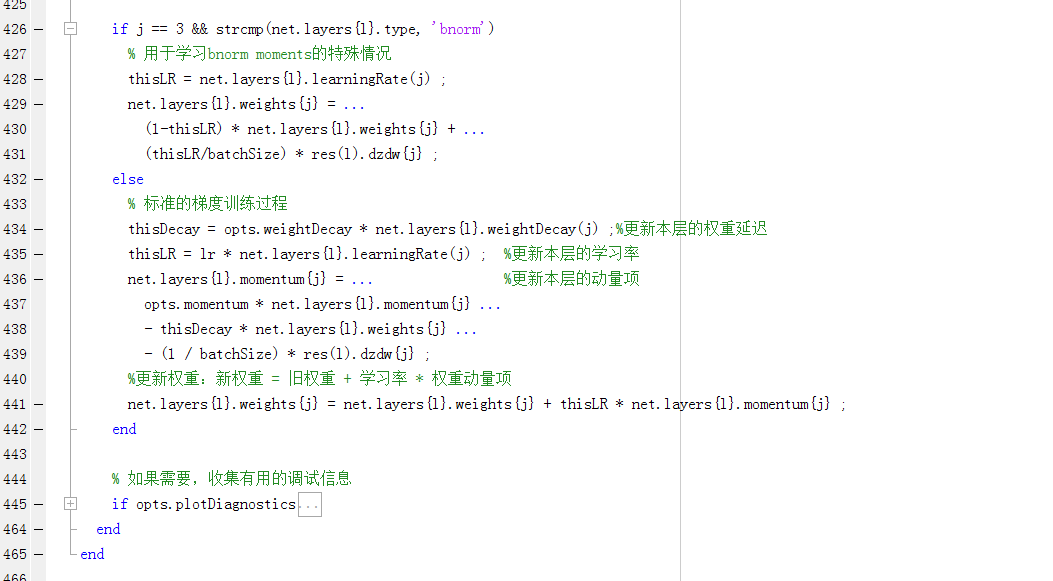 425
426 – if j == 3 && strcmp(net.layers{l}.type, 'bnorm')
427 % 用于学习bnorm moments的特殊情况
428 – thisLR = net.layers{l}.learningRate(j) ;
429 – net.layers{l}.weights{j} = ...
430 (1-thisLR) * net.layers{l}.weights{j} + ...
431 (thisLR/batchSize) * res(l).dzdw{j} ;
432 – else
433 % 标准的梯度训练过程
434 – thisDecay = opts.weightDecay * net.layers{l}.weightDecay(j) ;%更新本层的权重延迟
435 – thisLR = lr * net.layers{l}.learningRate(j) ; %更新本层的学习率
436 – net.layers{l}.momentum{j} = ... %更新本层的动量项
437 opts.momentum * net.layers{l}.momentum{j} ...
438 - thisDecay * net.layers{l}.weights{j} ...
439 - (1 / batchSize) * res(l).dzdw{j} ;
440 %更新权重：新权重 = 旧权重 + 学习率 * 权重动量项
441 – net.layers{l}.weights{j} = net.layers{l}.weights{j} + thisLR * net.layers{l}.momentum{j} ;
442 – end
443
444 % 如果需要，收集有用的调试信息
445 – if opts.plotDiagnostics...
464 – end
465 – end
466